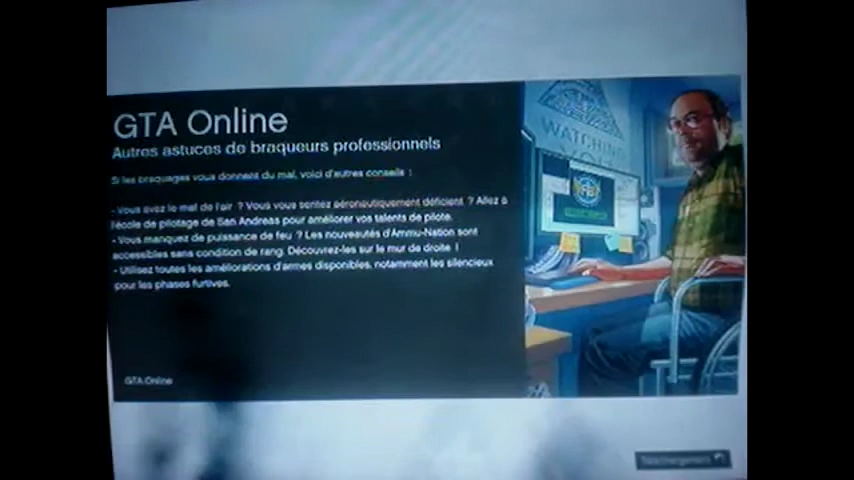 GTA Online
Autres astuces de braqueurs professionnels
Si les braquages vous donnent du mal, voici d'autres conseils :
- Vous avez le mal de l'air ? Vous vous sentez aéronautiquement déficient ? Allez à
l'école de pilotage de San Andreas pour améliorer vos talents de pilote.
- Vous manquez de puissance de feu ? Les nouveautés d'Ammu-Nation sont
accessibles sans condition de rang. Découvrez-les sur le mur de droite !
- Utilisez toutes les améliorations d'armes disponibles, notamment les silencieux
pour les phases furtives.
WATCHING
YOU
GTA Online
Téléchargement